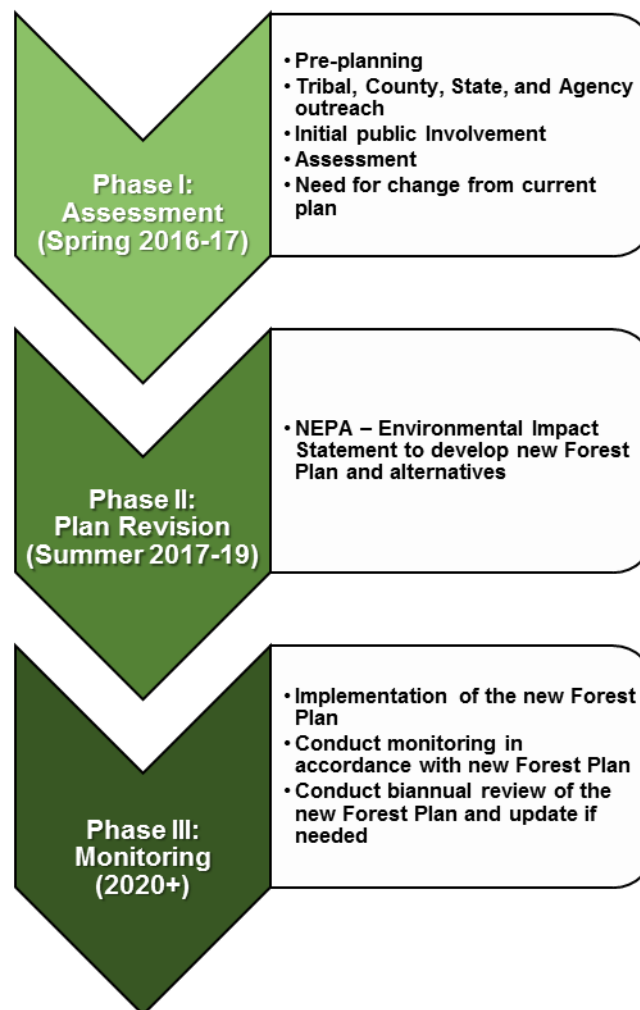 Phase I:
Assessment
(Spring 2016-17)
• Pre-planning
• Tribal, County, State, and Agency
outreach
• Initial public Involvement
• Assessment
• Need for change from current
plan
Phase II:
Plan Revision
(Summer 2017-19)
• NEPA – Environmental Impact
Statement to develop new Forest
Plan and alternatives
Phase III:
Monitoring
(2020+)
• Implementation of the new Forest
Plan
• Conduct monitoring in
accordance with new Forest Plan
• Conduct biannual review of the
new Forest Plan and update if
needed